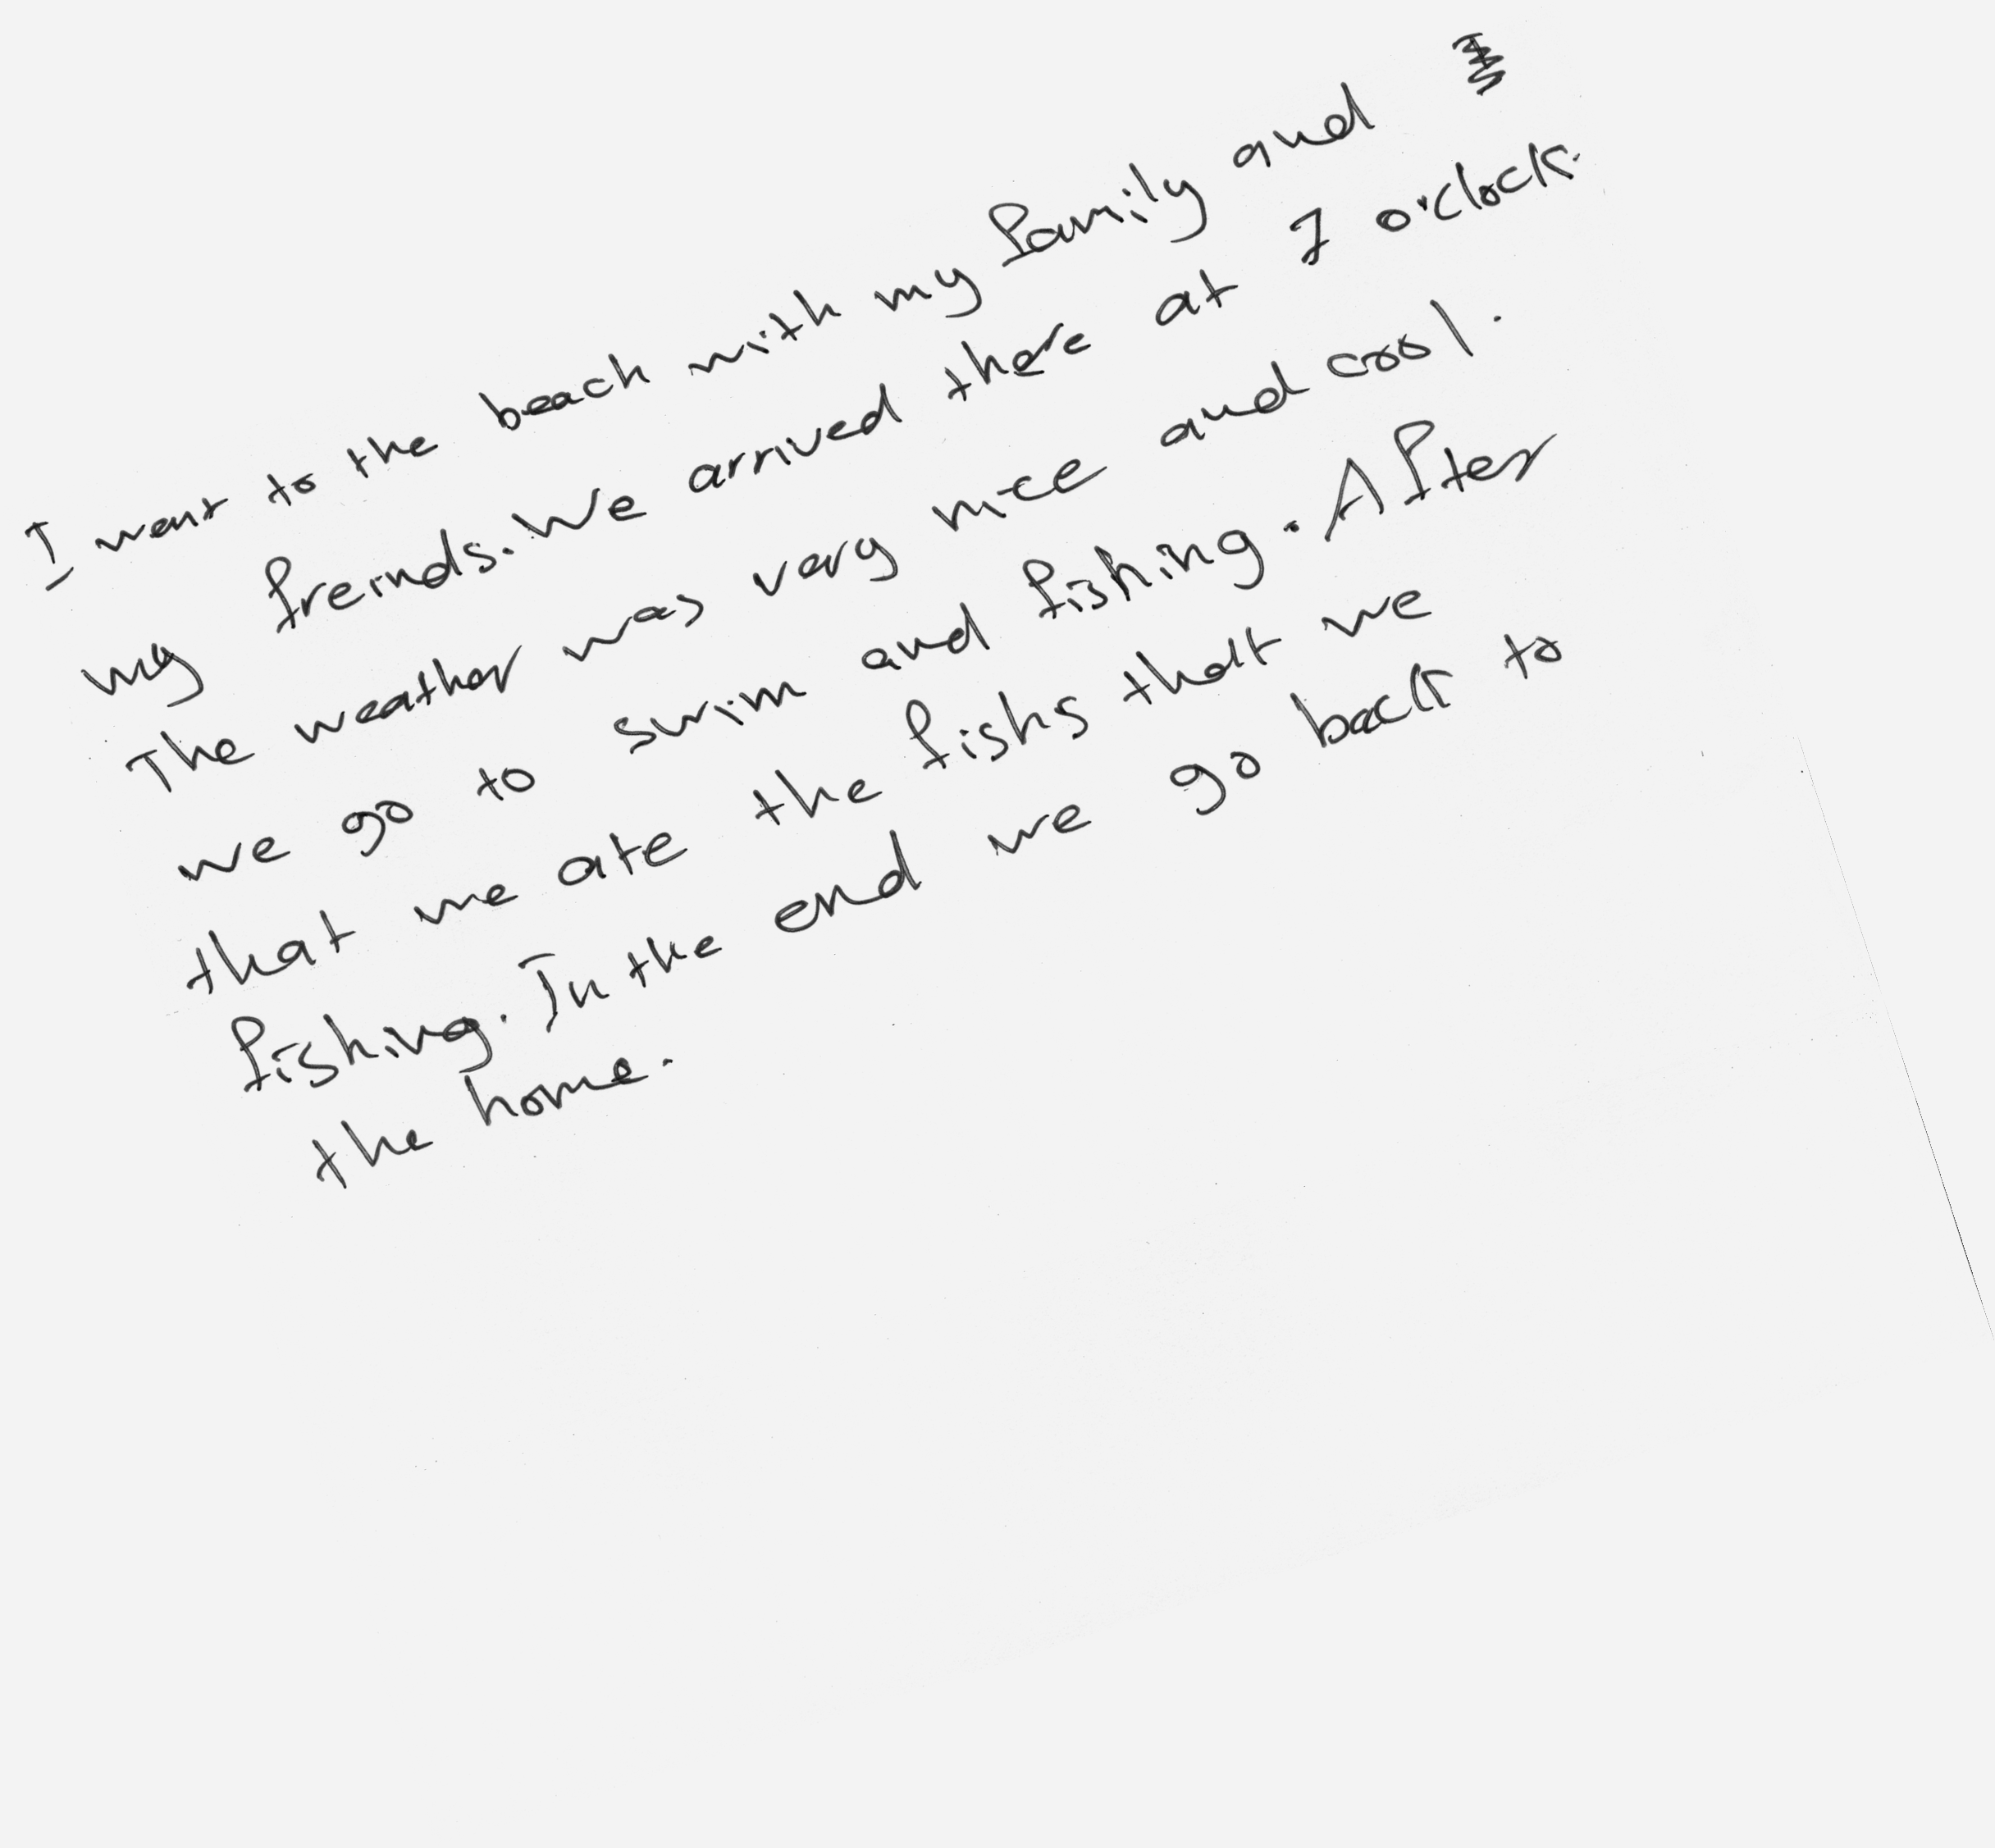 I went to the beach with my family and
my freinds. We arrived there at 7 o'clock.
The weather was very nice and cool.
we go to swim and fishing. After
that we ate the fishs that we
fishing. In the end we go back to
the home.